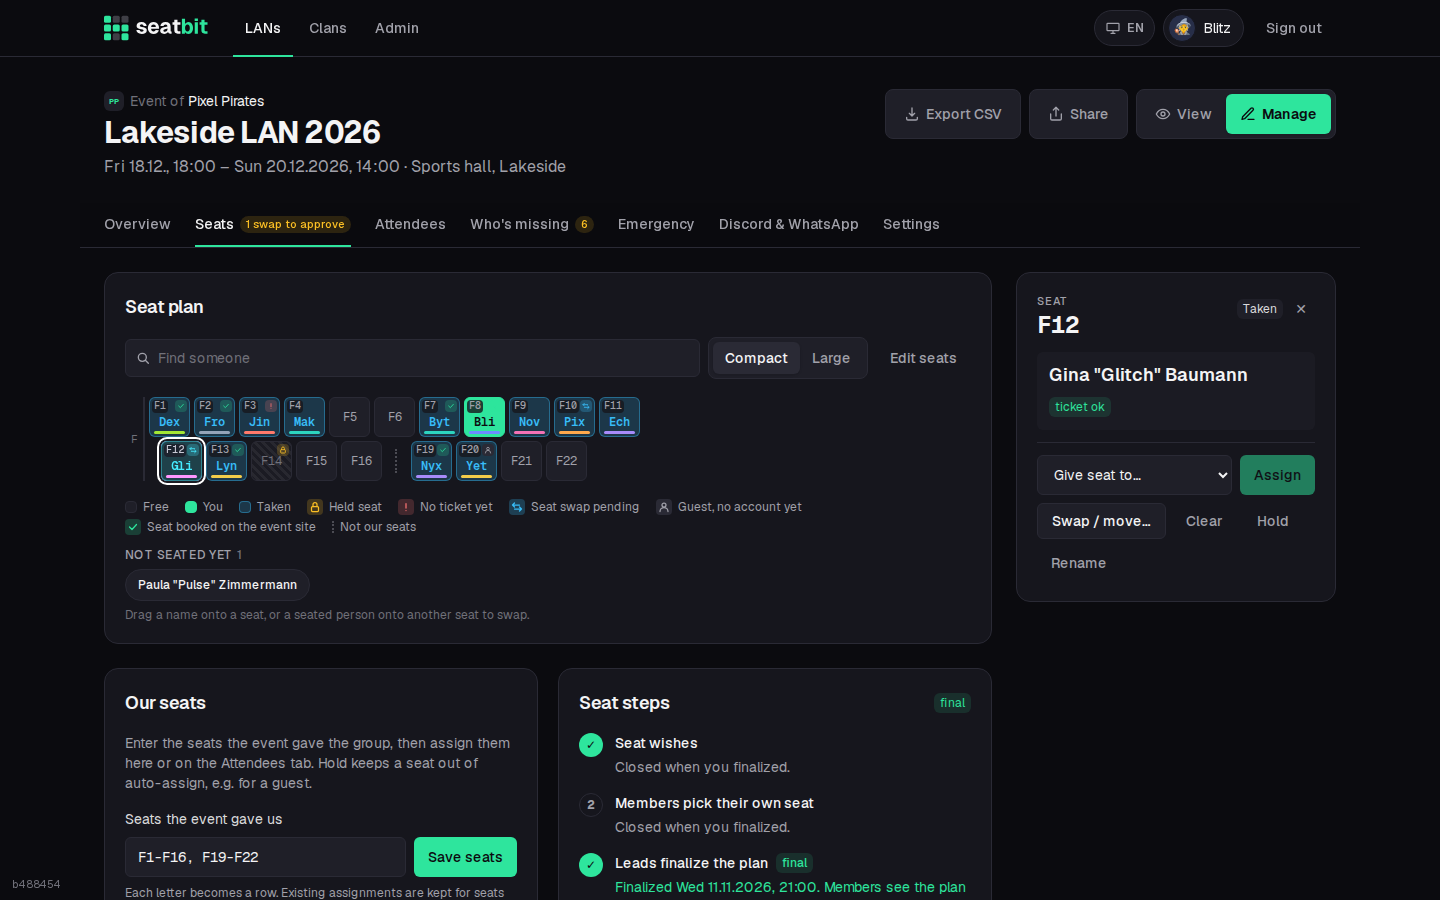 seatbit
LANs
Clans
Admin
EN
Blitz
Sign out
PP
Event of Pixel Pirates
Lakeside LAN 2026
Fri 18.12., 18:00 – Sun 20.12.2026, 14:00 · Sports hall, Lakeside
Export CSV
Share
View
Manage
Overview
Seats 1 swap to approve
Attendees
Who's missing 6
Emergency
Discord & WhatsApp
Settings
Seat plan
Find someone
Compact
Large
Edit seats
F
F1 Dex
F2 Fro
F3 Jin
F4 Mak
F5
F6
F7 Byt
F8 Bli
F9 Nov
F10 Pix
F11 Ech
F12 Gli
F13 Lyn
F14
F15
F16
F19 Nyx
F20 Yet
F21
F22
Free
You
Taken
Held seat
No ticket yet
Seat swap pending
Guest, no account yet
Seat booked on the event site
Not our seats
NOT SEATED YET 1
Paula "Pulse" Zimmermann
Drag a name onto a seat, or a seated person onto another seat to swap.
SEAT
F12
Taken
Gina "Glitch" Baumann
ticket ok
Give seat to…
Assign
Swap / move…
Clear
Hold
Rename
Our seats
Enter the seats the event gave the group, then assign them
here or on the Attendees tab. Hold keeps a seat out of
auto-assign, e.g. for a guest.
Seats the event gave us
F1-F16, F19-F22
Save seats
Each letter becomes a row. Existing assignments are kept for seats
Seat steps
final
Seat wishes
Closed when you finalized.
2
Members pick their own seat
Closed when you finalized.
Leads finalize the plan final
Finalized Wed 11.11.2026, 21:00. Members see the plan
b488454